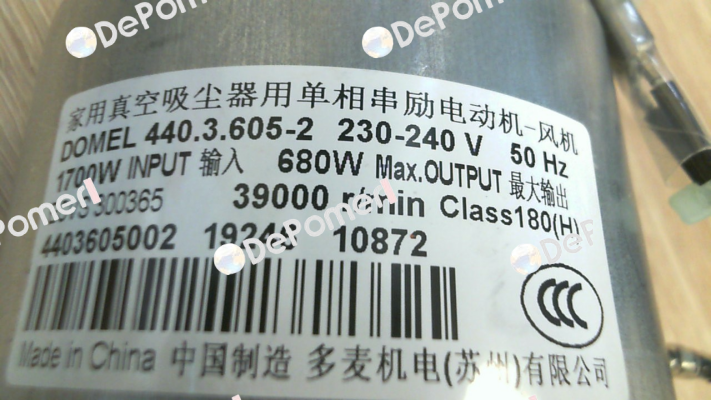 家用真空吸尘器用单相串励电动机-风机
DOMEL 440.3.605-2 230-240 V 50 Hz
1700W INPUT 输入 680W Max.OUTPUT 最大输出
300365 39000 r/min Class180(H)
4403605002 10872
CCC
Made in China 中国制造 多麦机电(苏州)有限公司
DePomeri
DePomeri